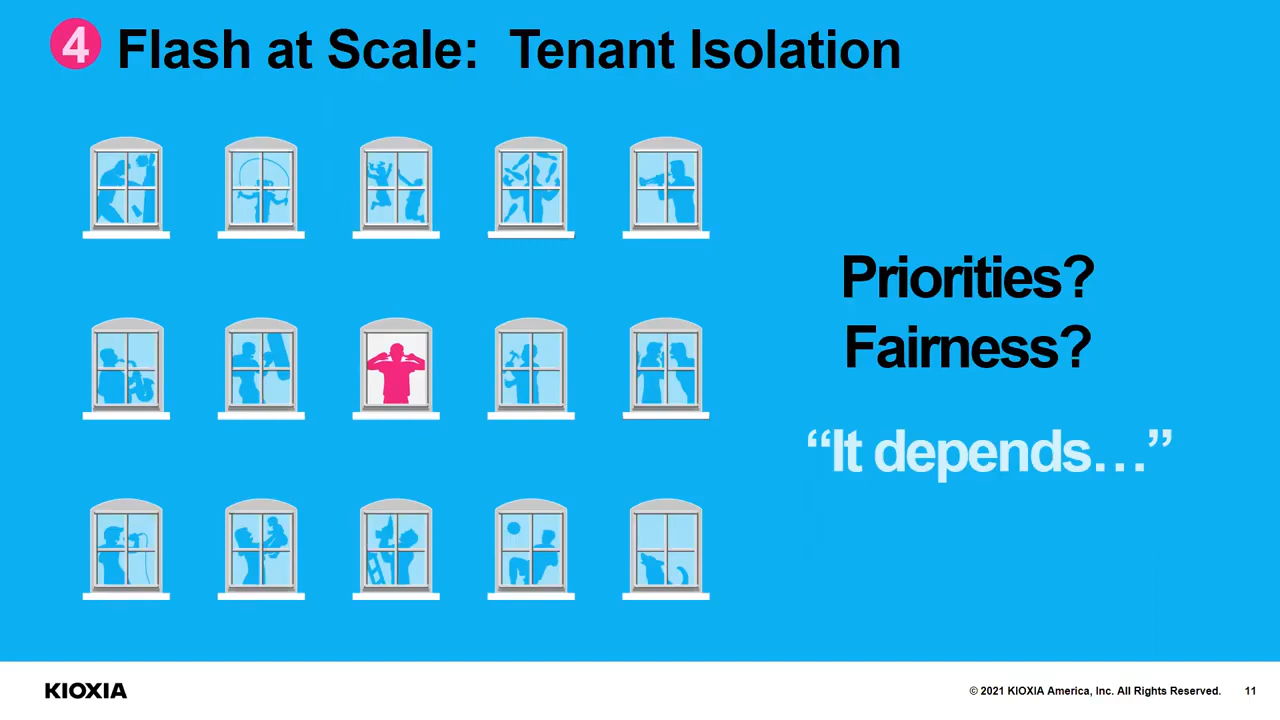 4 Flash at Scale: Tenant Isolation
Priorities?
Fairness?
“It depends…”
KIOXIA
© 2021 KIOXIA America, Inc. All Rights Reserved. 11